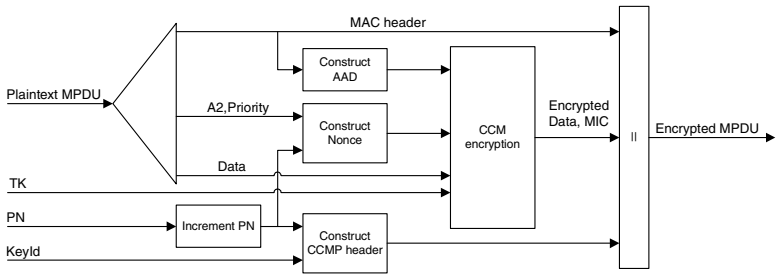 MAC header
Construct
AAD
Plaintext MPDU
A2,Priority
Construct
Nonce
CCM
encryption
Encrypted
Data, MIC
II
Encrypted MPDU
Data
TK
PN
Increment PN
Construct
CCMP header
KeyId